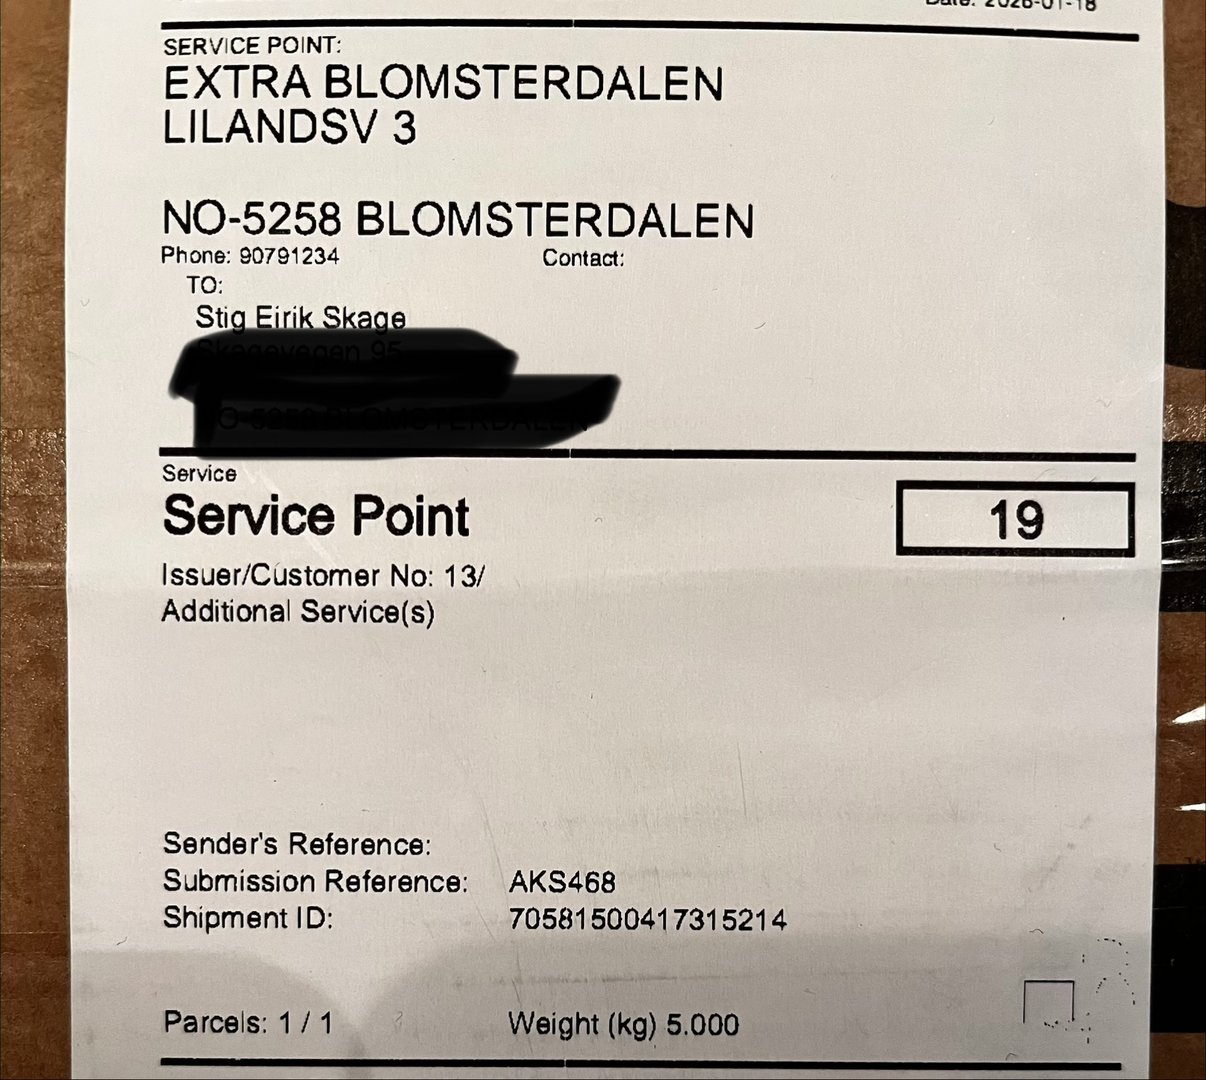 SERVICE POINT:
EXTRA BLOMSTERDALEN
LILANDSV 3
NO-5258 BLOMSTERDALEN
Phone: 90791234 Contact:
TO:
Stig Eirik Skage
Service
Service Point
19
Issuer/Customer No: 13/
Additional Service(s)
Sender's Reference:
Submission Reference: AKS468
Shipment ID: 70581500417315214
Parcels: 1 / 1 Weight (kg) 5.000